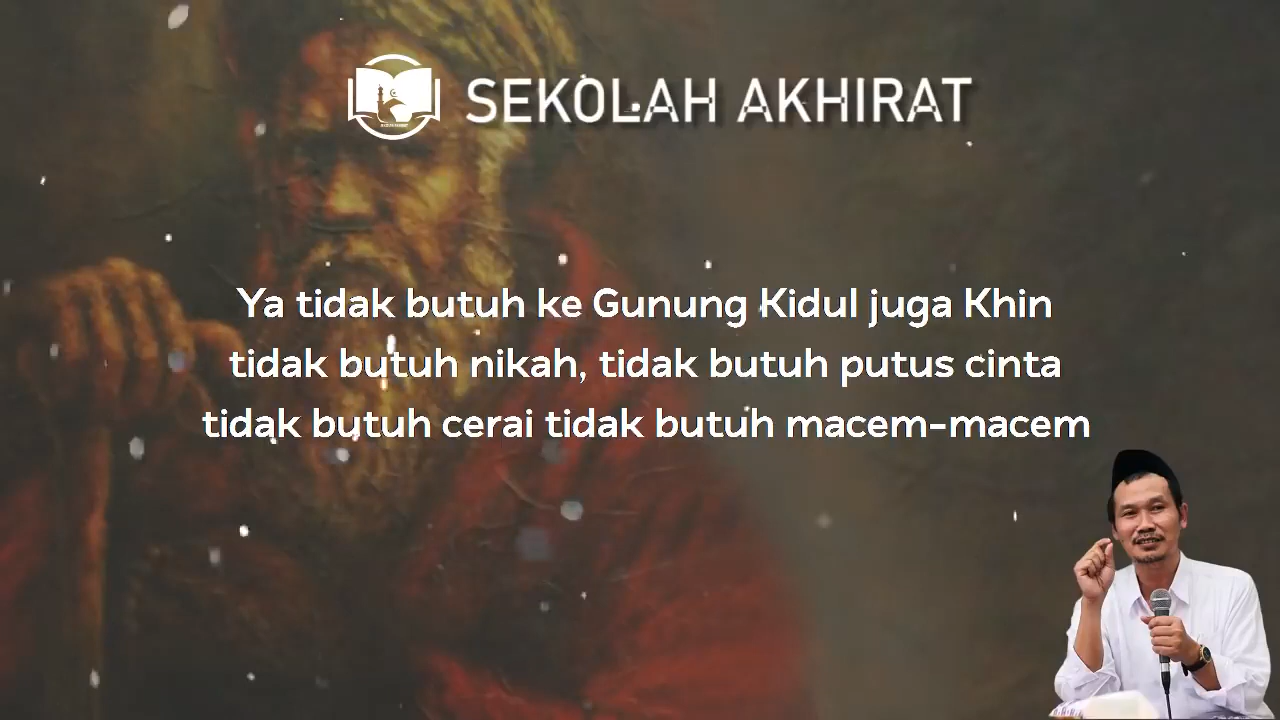 SEKOLAH AKHIRAT
Ya tidak butuh ke Gunung Kidul juga Khin
tidak butuh nikah, tidak butuh putus cinta
tidak butuh cerai tidak butuh macem-macem